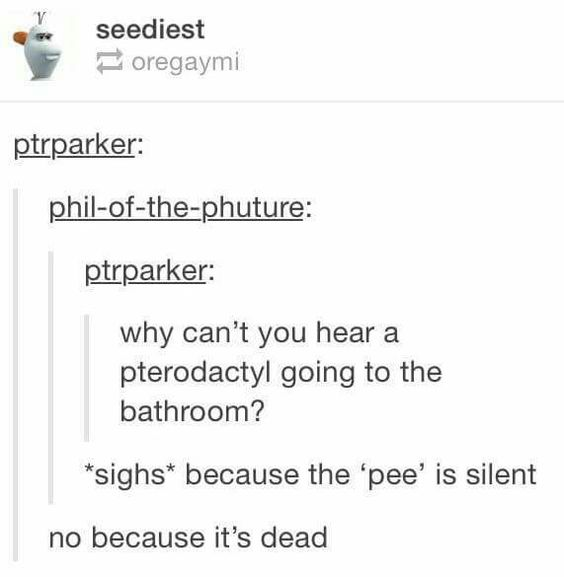 seediest
oregaymi
ptrparker:
phil-of-the-phuture:
ptrparker:
why can’t you hear a
pterodactyl going to the
bathroom?
*sighs* because the ‘pee’ is silent
no because it’s dead